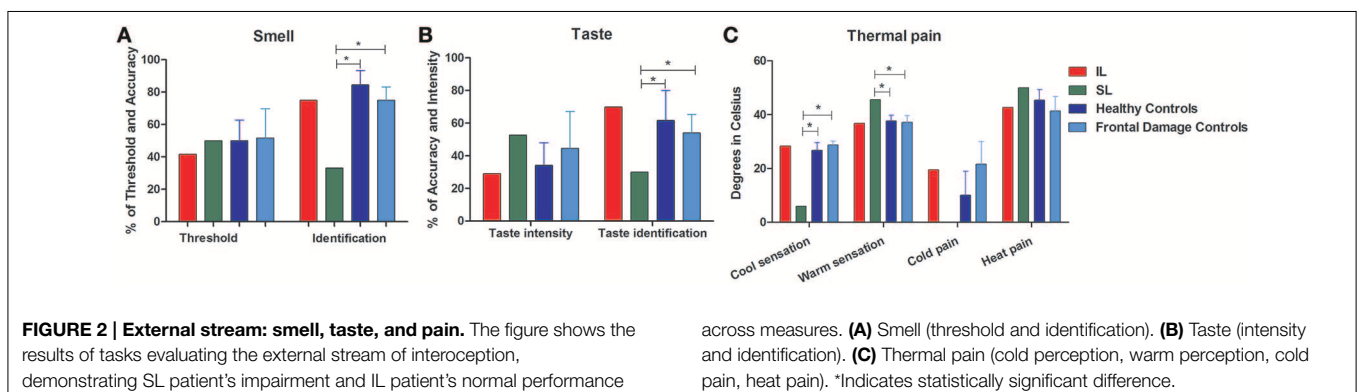 A
Smell
% of Threshold and Accuracy
100
80
60
40
20
0
Threshold
Identification
*
*
B
Taste
% of Accuracy and Intensity
100
80
60
40
20
0
Taste intensity
Taste identification
*
*
C
Thermal pain
Degrees in Celsius
60
40
20
0
Cool sensation
Warm sensation
Cold pain
Heat pain
*
*
*
*
IL
SL
Healthy Controls
Frontal Damage Controls
FIGURE 2 | External stream: smell, taste, and pain. The figure shows the
results of tasks evaluating the external stream of interoception,
demonstrating SL patient's impairment and IL patient's normal performance
across measures. (A) Smell (threshold and identification). (B) Taste (intensity
and identification). (C) Thermal pain (cold perception, warm perception, cold
pain, heat pain). *Indicates statistically significant difference.